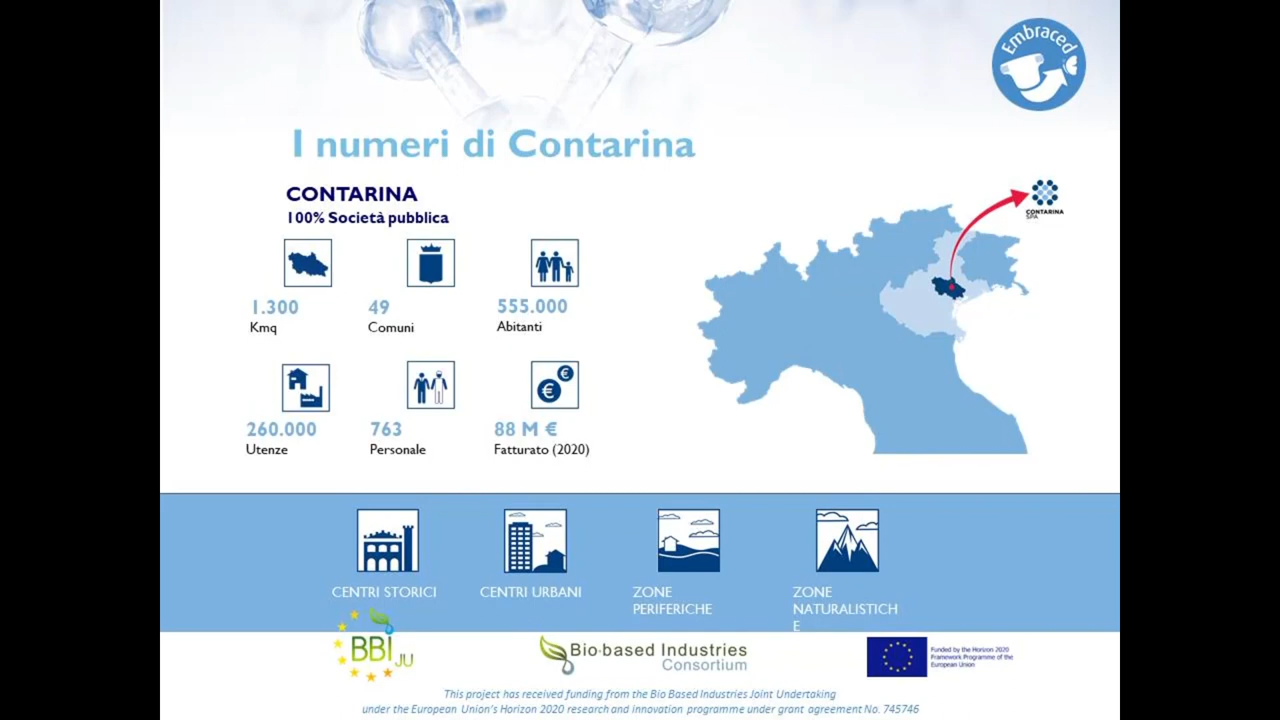 Embraced
I numeri di Contarina
CONTARINA
100% Società pubblica
CONTARINA
SPA
1.300
Kmq
49
Comuni
555.000
Abitanti
260.000
Utenze
763
Personale
88 M €
Fatturato (2020)
CENTRI STORICI
CENTRI URBANI
ZONE
PERIFERICHE
ZONE
NATURALISTICH
E
BBI JU
Bio-based Industries
Consortium
Funded by the Horizon 2020
Framework Programme of the
European Union
This project has received funding from the Bio Based Industries Joint Undertaking
under the European Union's Horizon 2020 research and innovation programme under grant agreement No. 745746